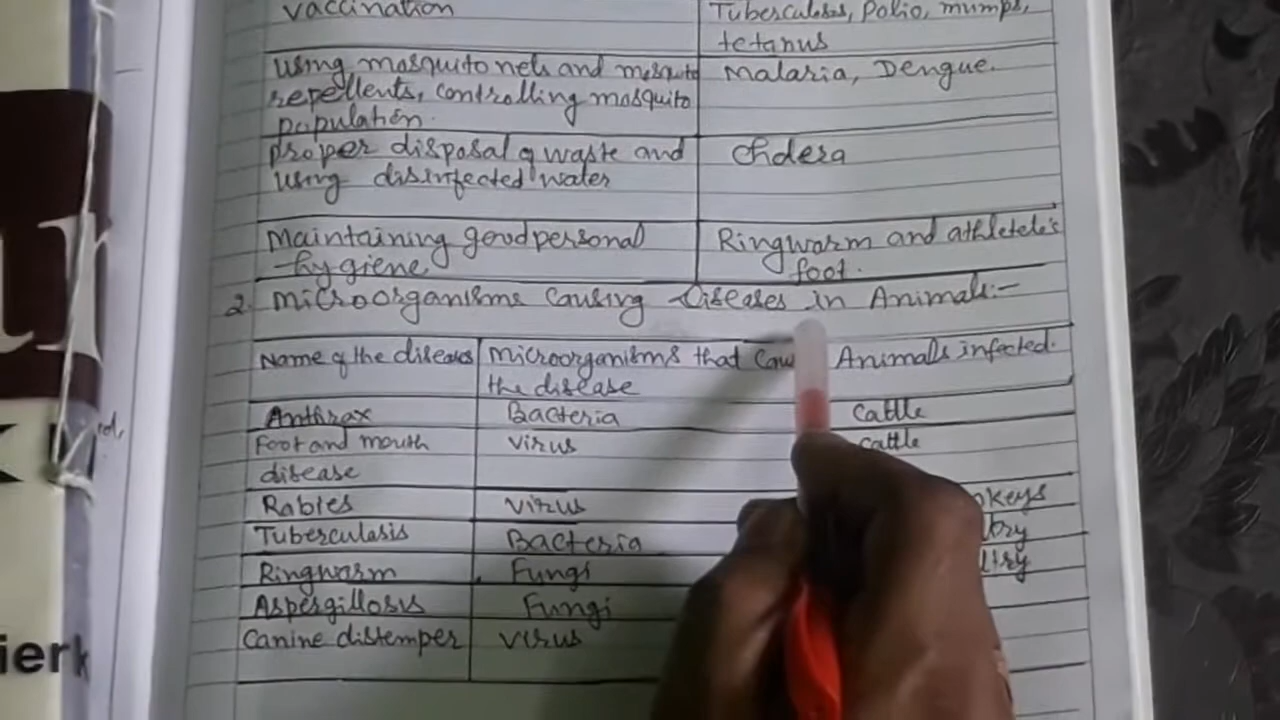 vaccination
Tuberculosis, Polio, mumps,
tetanus
using mosquito nets and mosquito
repellents, controlling mosquito
population.
Malaria, Dengue.
proper disposal of waste and
using disinfected water
Cholera
Maintaining good personal
hygiene
Ringworm and athlete's
foot.
2. Microorganisms causing diseases in Animals:-
Name of the diseases
microorganisms that
the disease
Animals infected.
Anthrax
Bacteria
cattle
Foot and mouth
disease
virus
cattle
Rabies
virus
Tuberculosis
Bacteria
Ringworm
Fungi
Aspergillosis
Fungi
Canine distemper
virus
ierk